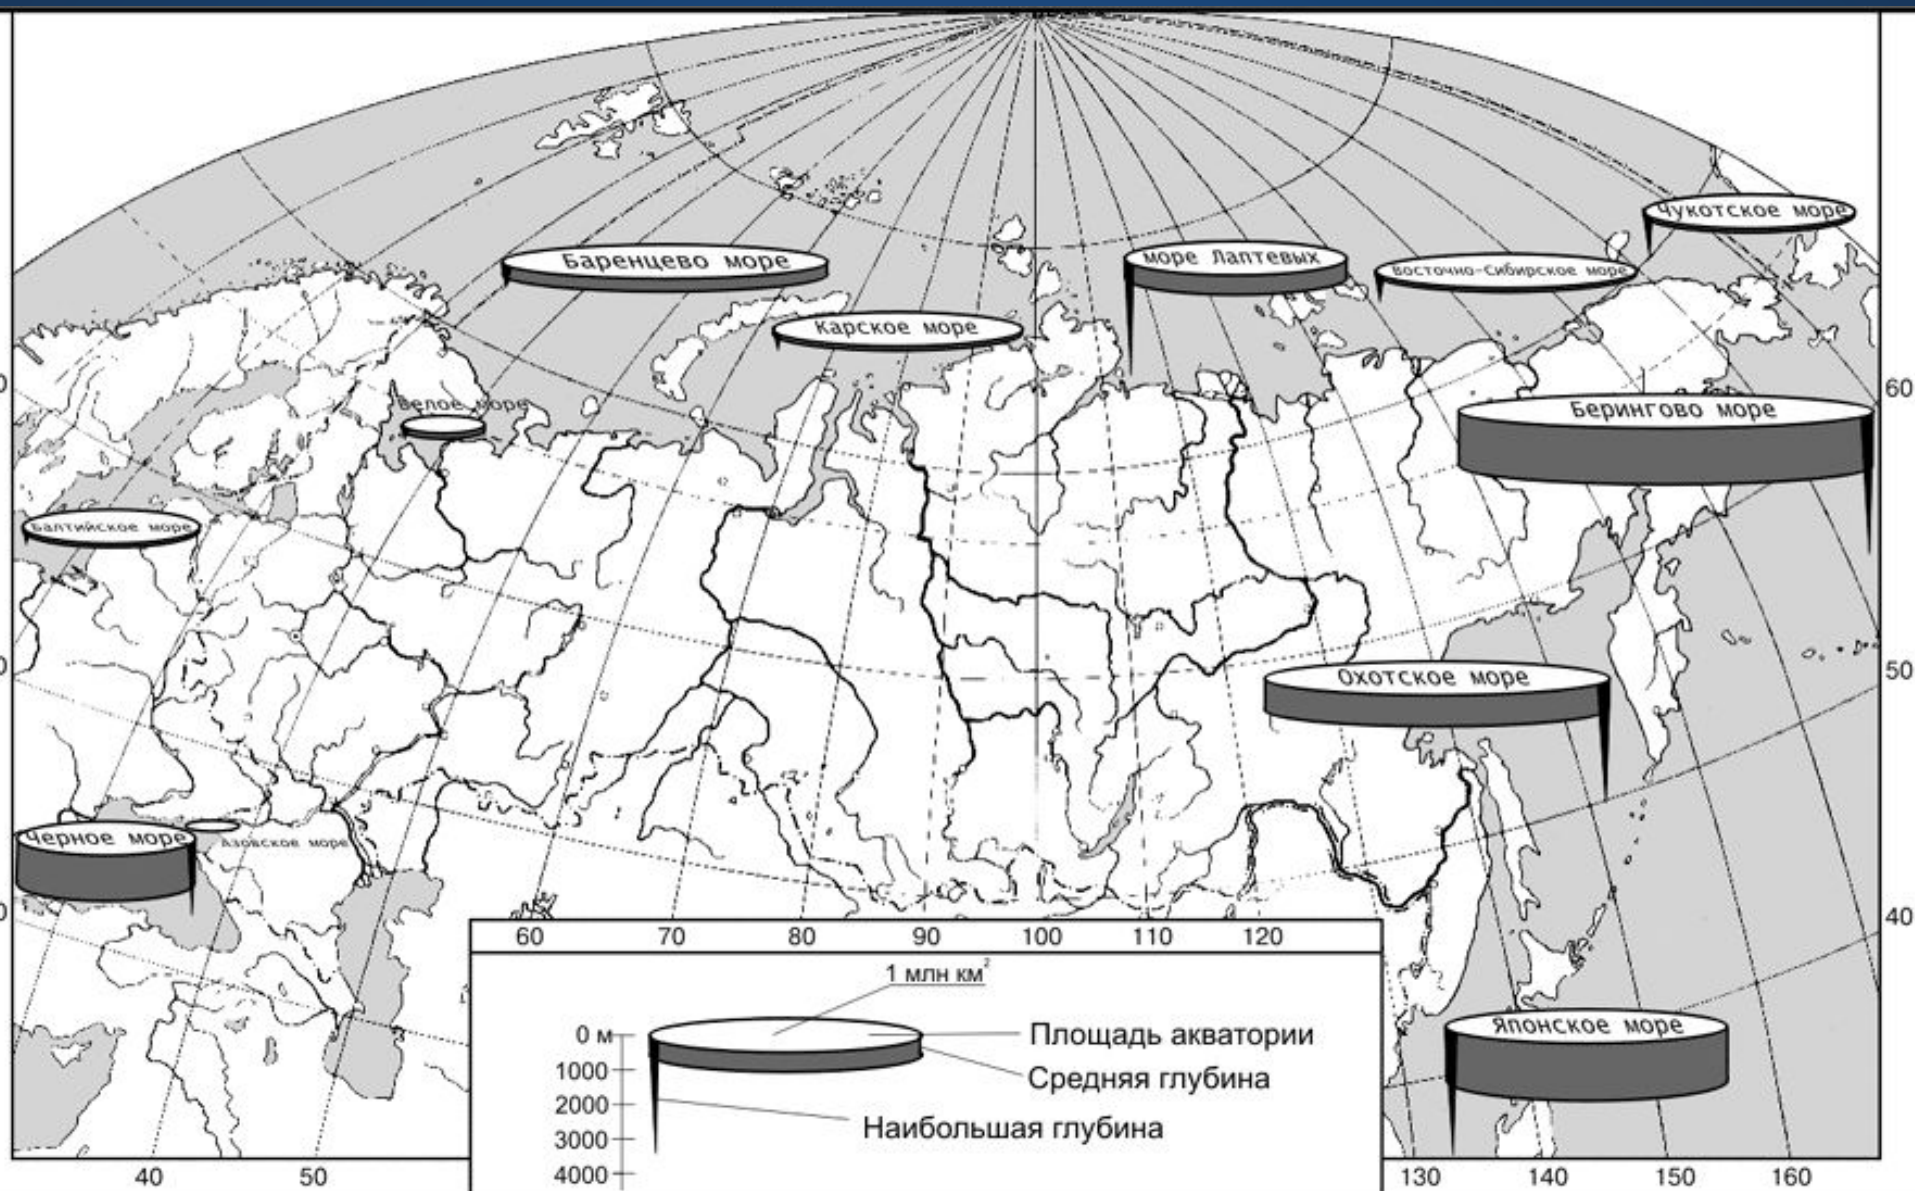 Чукотское море
Баренцево море
море Лаптевых
Восточно-Сибирское море
Карское море
60
Белое море
Берингово море
Балтийское море
50
Охотское море
Черное море
Азовское море
40
60 70 80 90 100 110 120
1 млн км²
0 м
Площадь акватории
1000
Средняя глубина
2000
Наибольшая глубина
3000
4000
Японское море
40 50
130 140 150 160